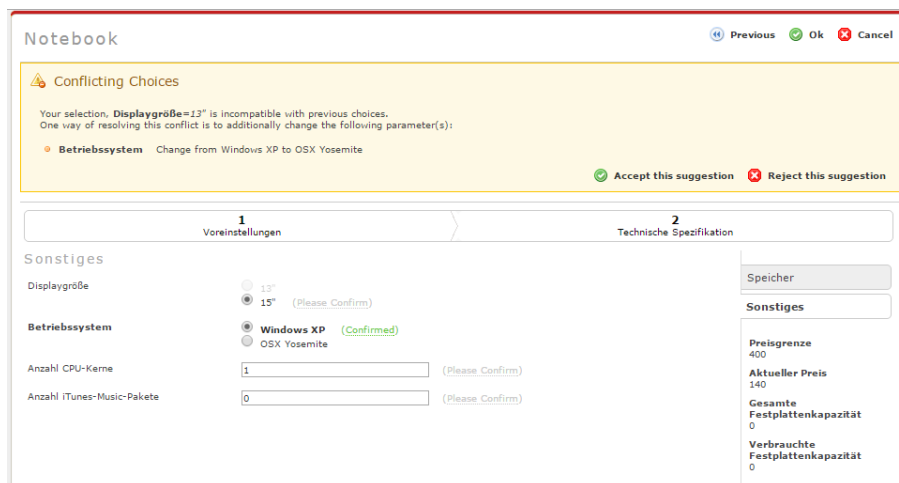 Notebook
Previous Ok Cancel
Conflicting Choices
Your selection, Displaygröße=13" is incompatible with previous choices.
One way of resolving this conflict is to additionally change the following parameter(s):
Betriebssystem Change from Windows XP to OSX Yosemite
Accept this suggestion Reject this suggestion
1
Voreinstellungen
2
Technische Spezifikation
Sonstiges
Displaygröße
13"
15" (Please Confirm)
Betriebssystem
Windows XP (Confirmed)
OSX Yosemite
Anzahl CPU-Kerne 1 (Please Confirm)
Anzahl iTunes-Music-Pakete 0 (Please Confirm)
Speicher
Sonstiges
Preisgrenze
400
Aktueller Preis
140
Gesamte
Festplattenkapazität
0
Verbrauchte
Festplattenkapazität
0